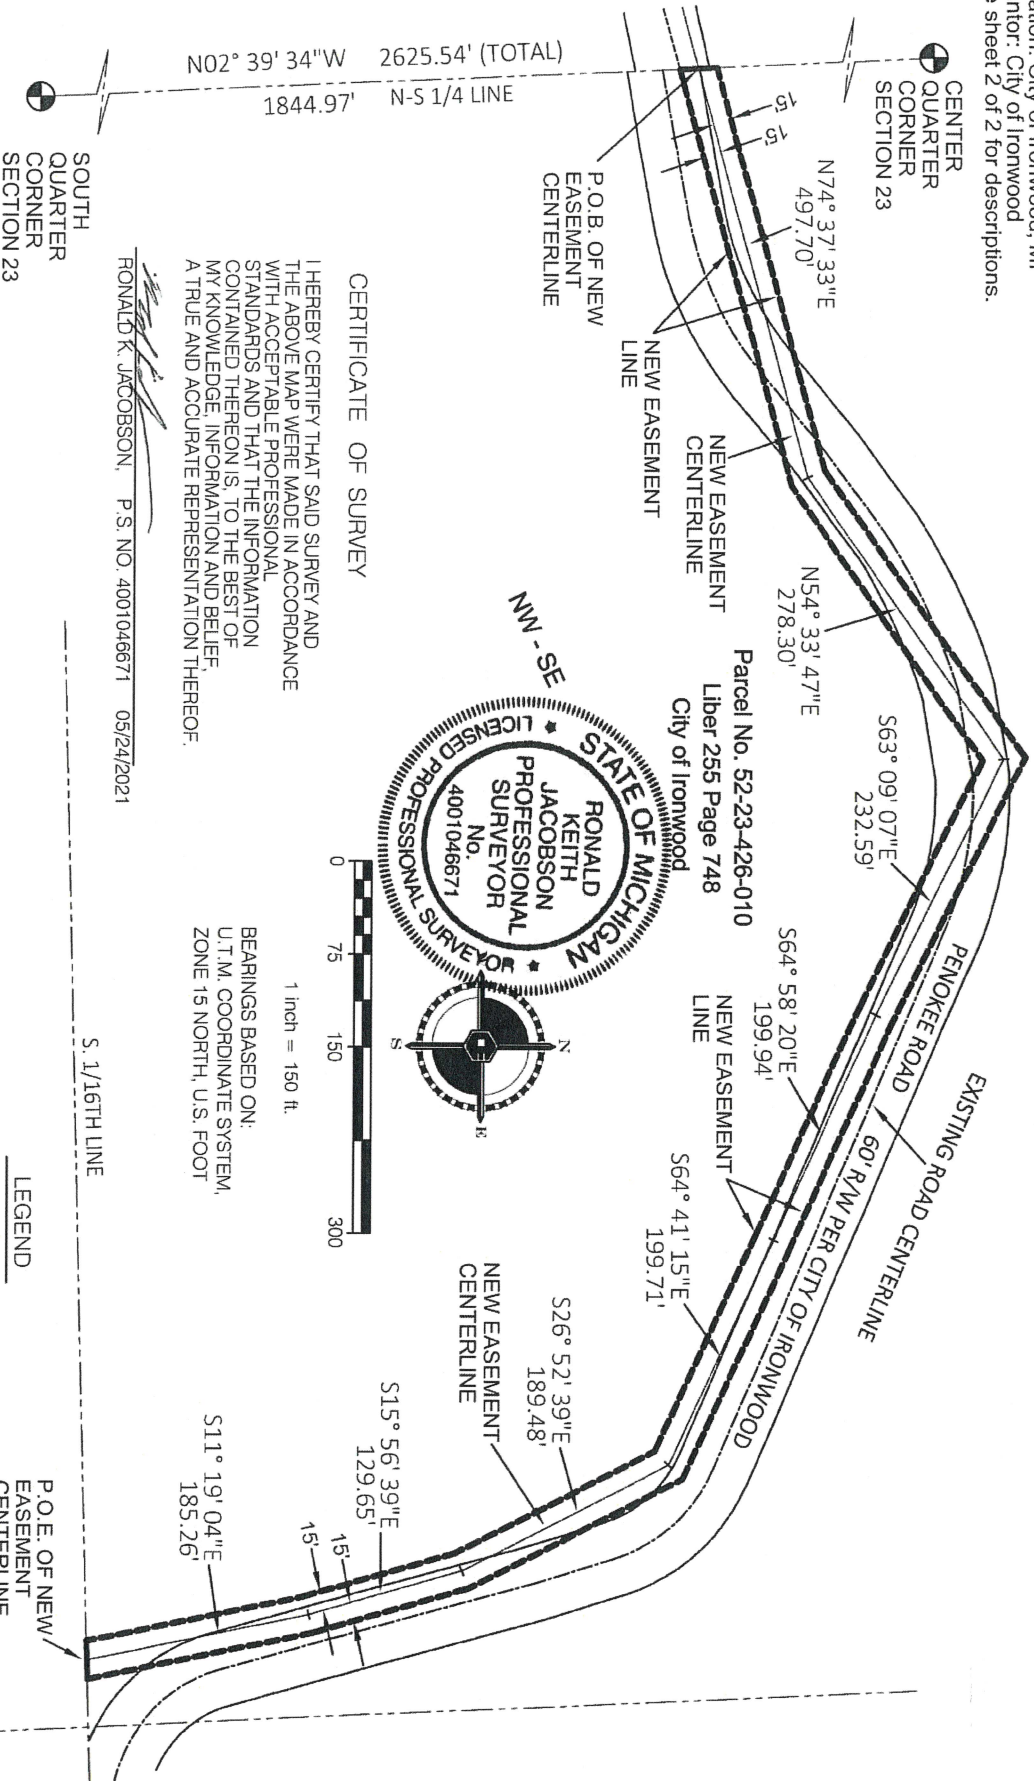 ntor: City of Ironwood
sheet 2 of 2 for descriptions.
CENTER
QUARTER
CORNER
SECTION 23
N02° 39' 34"W 2625.54' (TOTAL)
1844.97' N-S 1/4 LINE
SOUTH
QUARTER
CORNER
SECTION 23
15'
15'
N74° 37' 33"E
497.70'
P.O.B. OF NEW
EASEMENT
CENTERLINE
NEW EASEMENT
LINE
NEW EASEMENT
CENTERLINE
N54° 33' 47"E
278.30'
Parcel No. 52-23-426-010
Liber 255 Page 748
City of Ironwood
S63° 09' 07"E
232.59'
S64° 58' 20"E
199.94'
NEW EASEMENT
LINE
PENOKEE ROAD
EXISTING ROAD CENTERLINE
60' R/W PER CITY OF IRONWOOD
S64° 41' 15"E
199.71'
S26° 52' 39"E
189.48'
NEW EASEMENT
CENTERLINE
S15° 56' 39"E
129.65'
15'
15'
S11° 19' 04"E
185.26'
P.O.E. OF NEW
EASEMENT
CENTERLINE
CERTIFICATE OF SURVEY
I HEREBY CERTIFY THAT SAID SURVEY AND
THE ABOVE MAP WERE MADE IN ACCORDANCE
WITH ACCEPTABLE PROFESSIONAL
STANDARDS AND THAT THE INFORMATION
CONTAINED THEREON IS, TO THE BEST OF
MY KNOWLEDGE, INFORMATION AND BELIEF,
A TRUE AND ACCURATE REPRESENTATION THEREOF.
RONALD K. JACOBSON, P.S. NO. 4001046671 05/24/2021
NW - SE
STATE OF MICHIGAN
RONALD
KEITH
JACOBSON
PROFESSIONAL
SURVEYOR
No.
4001046671
LICENSED PROFESSIONAL SURVEYOR
N
E
S
0 75 150 300
1 inch = 150 ft.
BEARINGS BASED ON:
U.T.M. COORDINATE SYSTEM,
ZONE 15 NORTH, U.S. FOOT
S. 1/16TH LINE
LEGEND